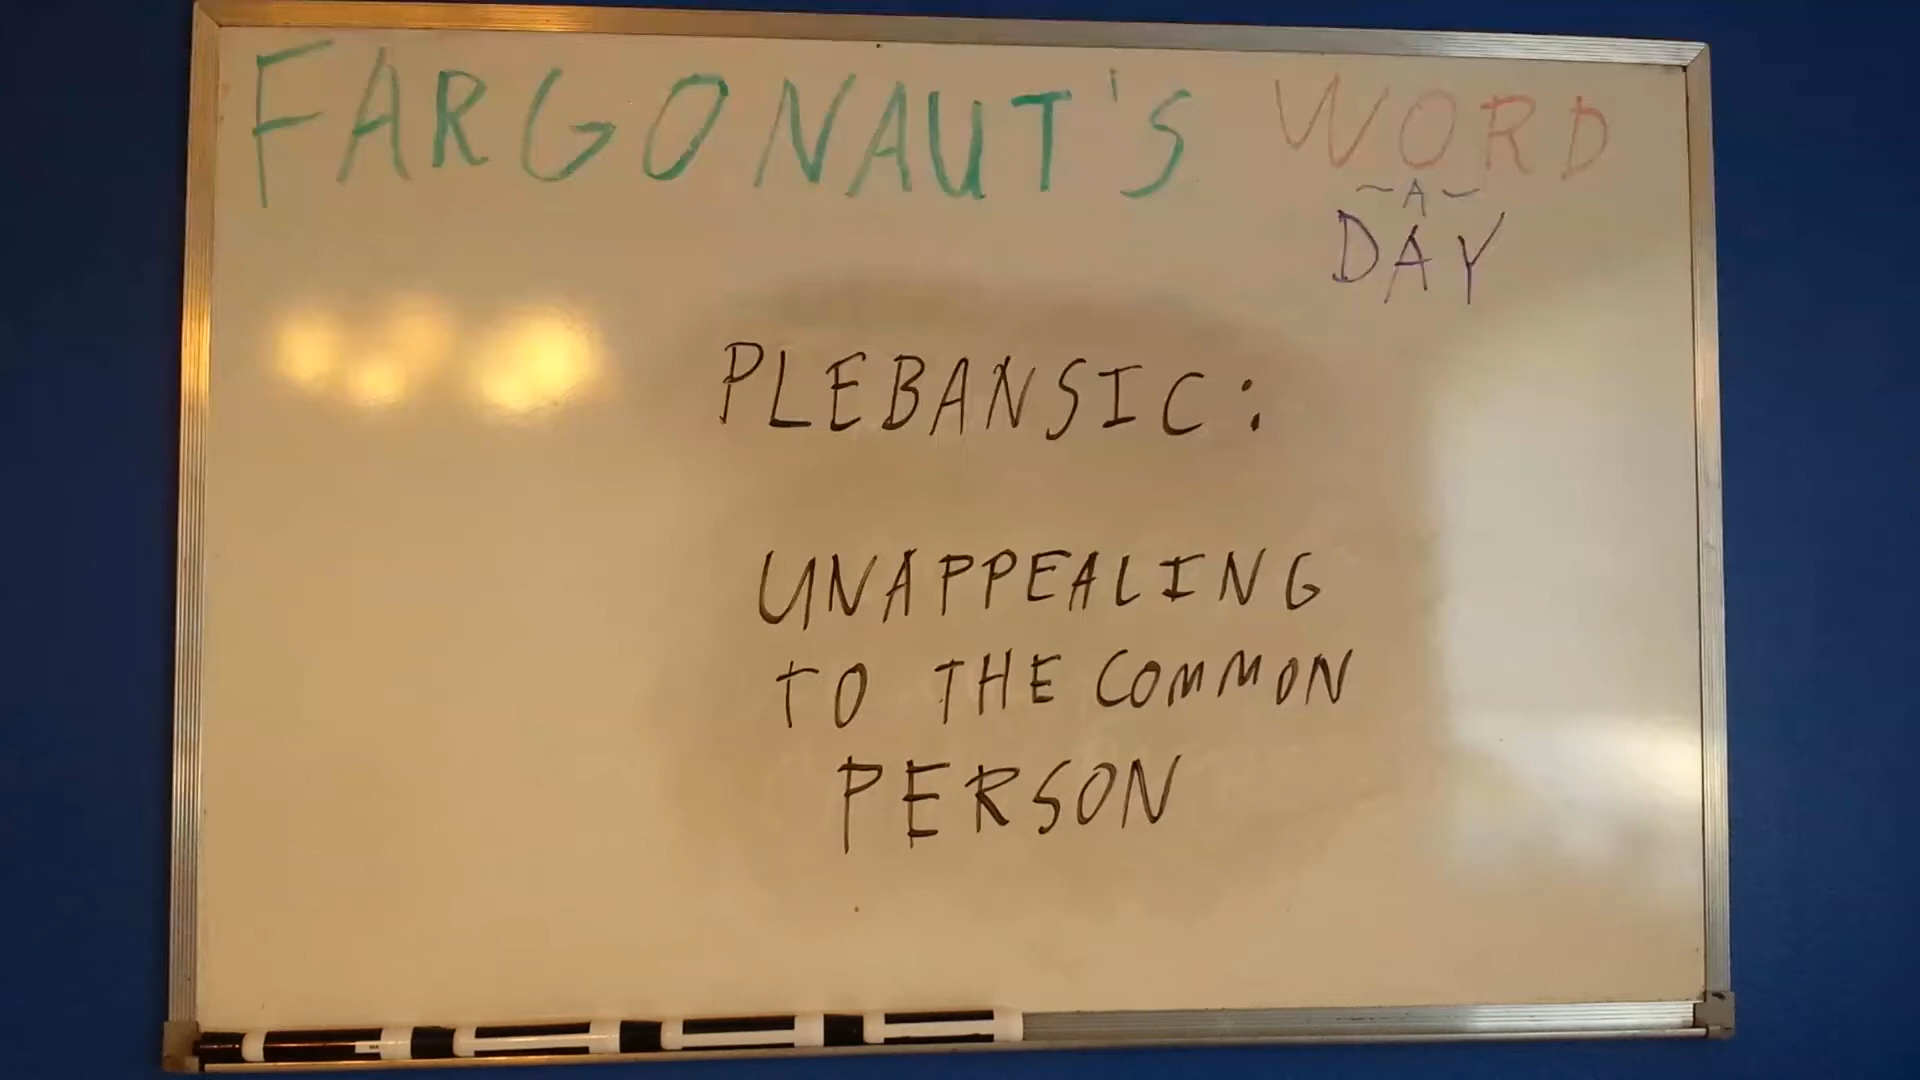 FARGONAUT'S WORD
~A~
DAY
PLEBANSIC:
UNAPPEALING
TO THE COMMON
PERSON